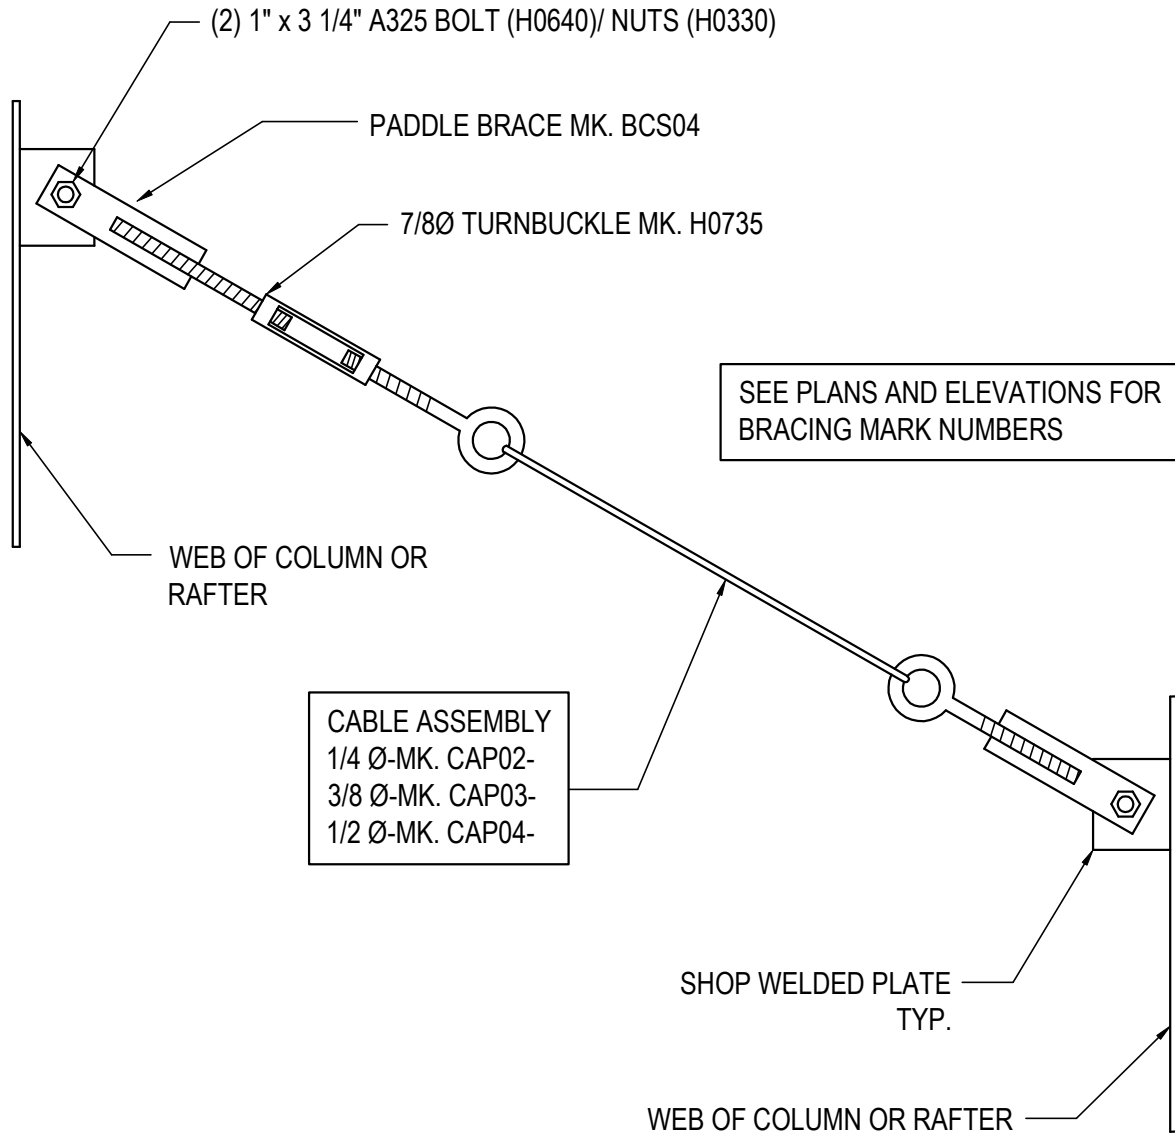 (2) 1" x 3 1/4" A325 BOLT (H0640)/ NUTS (H0330)
PADDLE BRACE MK. BCS04
7/8Ø TURNBUCKLE MK. H0735
SEE PLANS AND ELEVATIONS FOR
BRACING MARK NUMBERS
WEB OF COLUMN OR
RAFTER
CABLE ASSEMBLY
1/4 Ø-MK. CAP02-
3/8 Ø-MK. CAP03-
1/2 Ø-MK. CAP04-
SHOP WELDED PLATE
TYP.
WEB OF COLUMN OR RAFTER